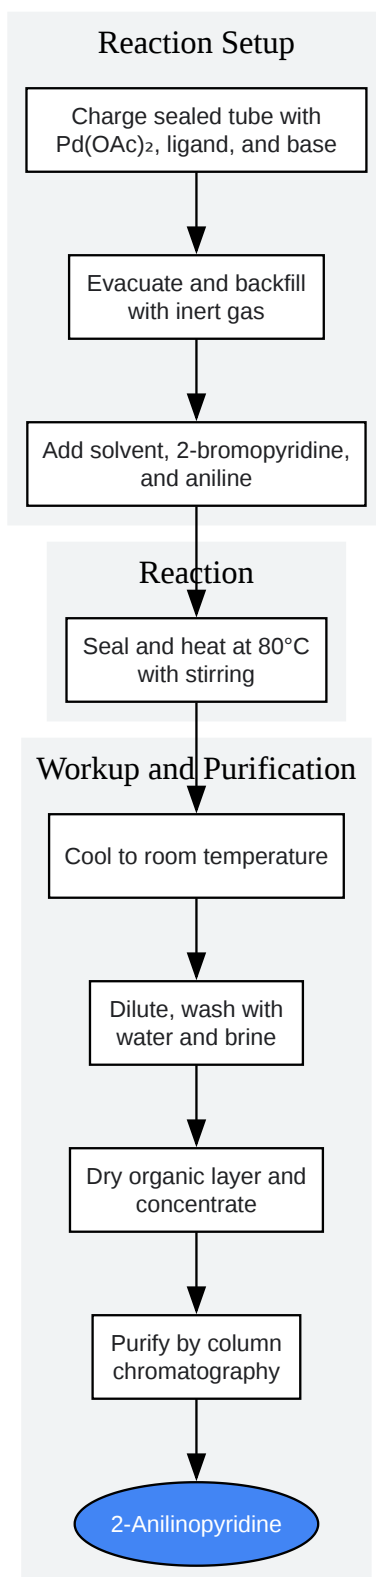 Reaction Setup
Charge sealed tube with
Pd(OAc)₂, ligand, and base
Evacuate and backfill
with inert gas
Add solvent, 2-bromopyridine,
and aniline
Reaction
Seal and heat at 80°C
with stirring
Workup and Purification
Cool to room temperature
Dilute, wash with
water and brine
Dry organic layer and
concentrate
Purify by column
chromatography
2-Anilinopyridine